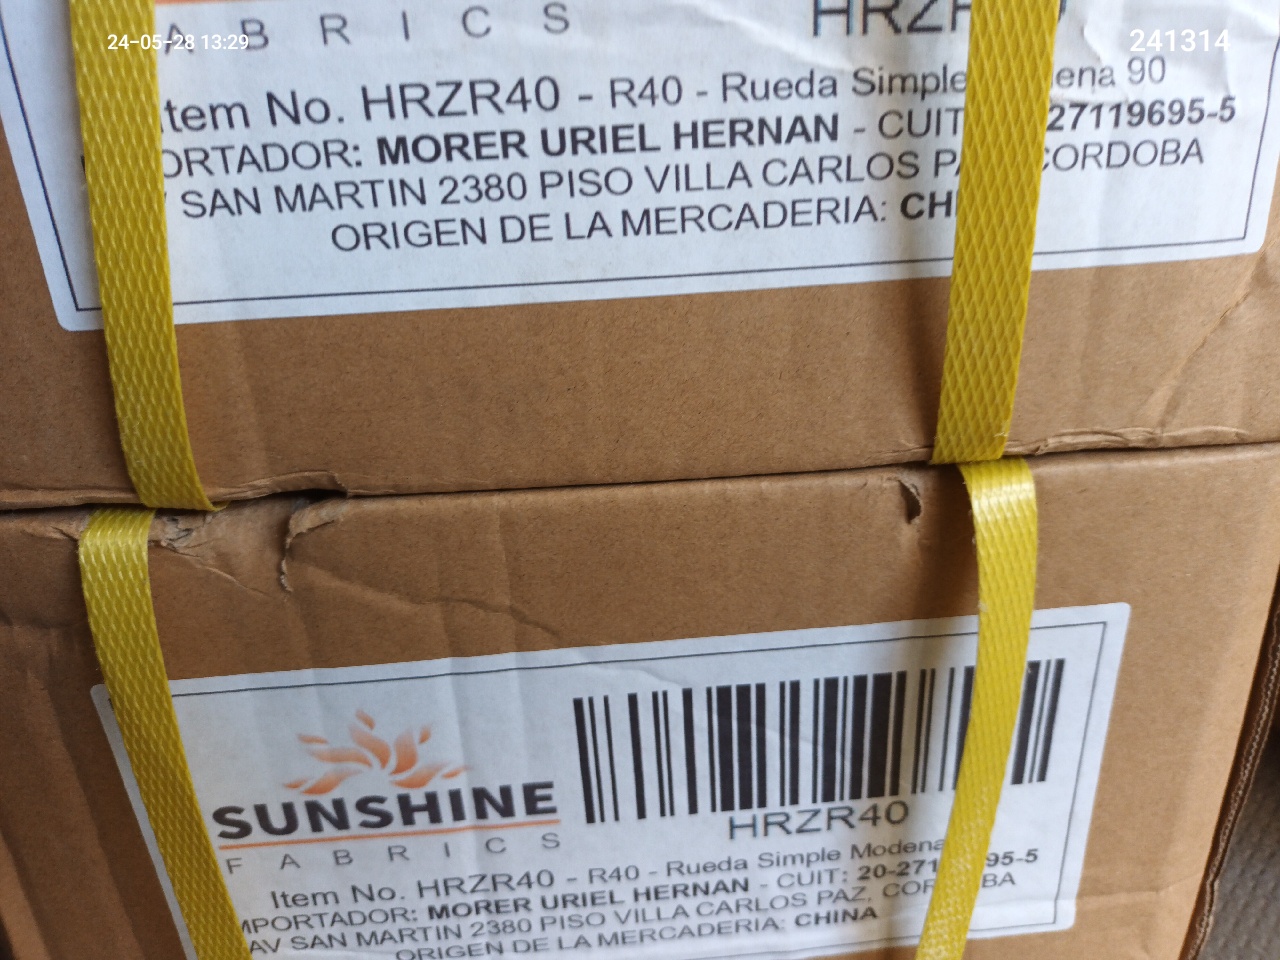 24-05-28 13:29
241314
ABRICS
HRZR
tem No. HRZR40 - R40 - Rueda Simple ena 90
ORTADOR: MORER URIEL HERNAN - CUIT 27119695-5
SAN MARTIN 2380 PISO VILLA CARLOS PA CORDOBA
ORIGEN DE LA MERCADERIA: CH
SUNSHINE
FABRICS
HRZR40
Item No. HRZR40 - R40 - Rueda Simple Modena
MPORTADOR: MORER URIEL HERNAN - CUIT: 20-271 95-5
AV SAN MARTIN 2380 PISO VILLA CARLOS PAZ, COR BA
ORIGEN DE LA MERCADERIA: CHINA